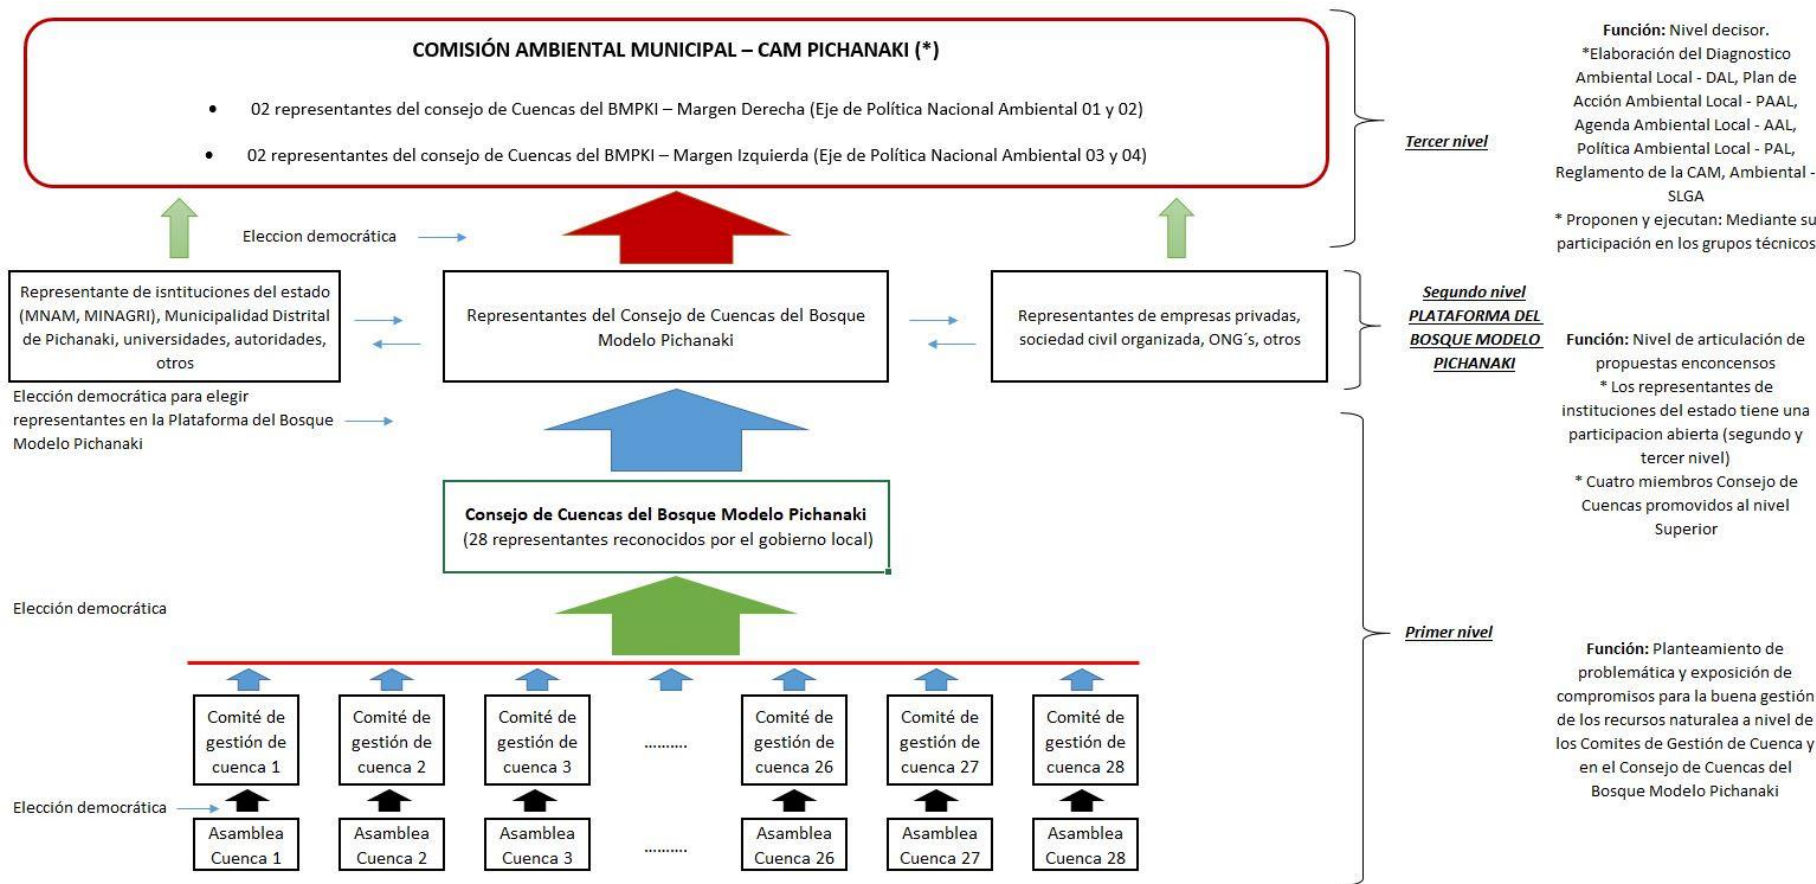 COMISIÓN AMBIENTAL MUNICIPAL – CAM PICHANAKI (*)
• 02 representantes del consejo de Cuencas del BMPKI – Margen Derecha (Eje de Política Nacional Ambiental 01 y 02)
• 02 representantes del consejo de Cuencas del BMPKI – Margen Izquierda (Eje de Política Nacional Ambiental 03 y 04)
Tercer nivel
Función: Nivel decisor.
*Elaboración del Diagnostico
Ambiental Local - DAL, Plan de
Acción Ambiental Local - PAAL,
Agenda Ambiental Local - AAL,
Política Ambiental Local - PAL,
Reglamento de la CAM, Ambiental -
SLGA
* Proponen y ejecutan: Mediante su
participación en los grupos técnicos
Eleccion democrática
Representante de isntituciones del estado
(MNAM, MINAGRI), Municipalidad Distrital
de Pichanaki, universidades, autoridades,
otros
Representantes del Consejo de Cuencas del Bosque
Modelo Pichanaki
Representantes de empresas privadas,
sociedad civil organizada, ONG´s, otros
Segundo nivel
PLATAFORMA DEL
BOSQUE MODELO
PICHANAKI
Función: Nivel de articulación de
propuestas enconcensos
* Los representantes de
instituciones del estado tiene una
participacion abierta (segundo y
tercer nivel)
* Cuatro miembros Consejo de
Cuencas promovidos al nivel
Superior
Elección democrática para elegir
representantes en la Plataforma del Bosque
Modelo Pichanaki
Consejo de Cuencas del Bosque Modelo Pichanaki
(28 representantes reconocidos por el gobierno local)
Elección democrática
Primer nivel
Función: Planteamiento de
problemática y exposición de
compromisos para la buena gestión
de los recursos naturalea a nivel de
los Comites de Gestión de Cuenca y
en el Consejo de Cuencas del
Bosque Modelo Pichanaki
Comité de
gestión de
cuenca 1
Comité de
gestión de
cuenca 2
Comité de
gestión de
cuenca 3
..........
Comité de
gestión de
cuenca 26
Comité de
gestión de
cuenca 27
Comité de
gestión de
cuenca 28
Elección democrática
Asamblea
Cuenca 1
Asamblea
Cuenca 2
Asamblea
Cuenca 3
..........
Asamblea
Cuenca 26
Asamblea
Cuenca 27
Asamblea
Cuenca 28